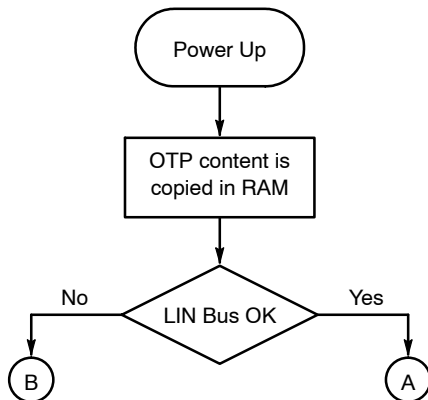 Power Up
OTP content is
copied in RAM
No
LIN Bus OK
Yes
B
A